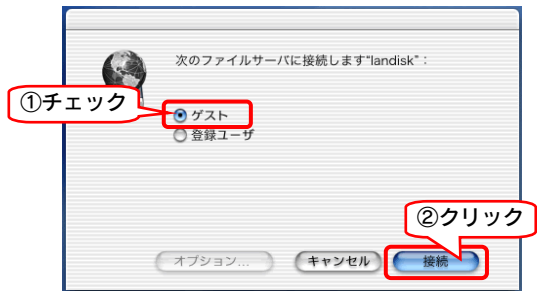 次のファイルサーバに接続します"landisk"：
①チェック
ゲスト
登録ユーザ
②クリック
オプション...
キャンセル
接続